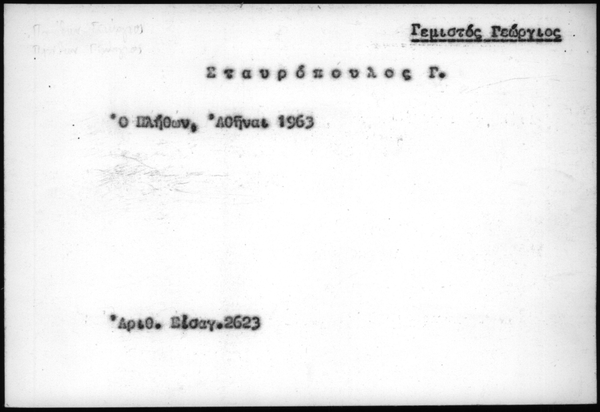 Γεμιστός Γεώργιος
Σταυρόπουλος Γ.
Ὁ Πλήθων, Ἀθῆναι 1963
Ἀριθ. Εἰσαγ.2623